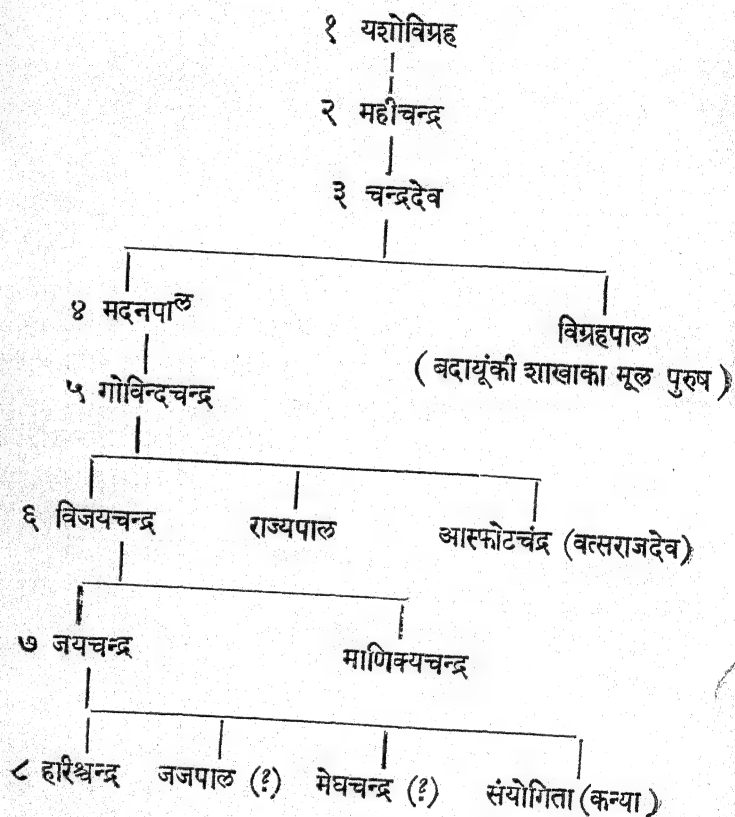 १ यशोविग्रह
२ महीचन्द्र
३ चन्द्रदेव
४ मदनपाल
विग्रहपाल
( बदायूंकी शाखाका मूल पुरुष )
५ गोविन्दचन्द्र
६ विजयचन्द्र राज्यपाल आस्फोटचंद्र (वत्सराजदेव)
७ जयचन्द्र माणिक्यचन्द्र
८ हरिश्चन्द्र जजपाल (?) मेघचन्द्र (?) संयोगिता (कन्या )